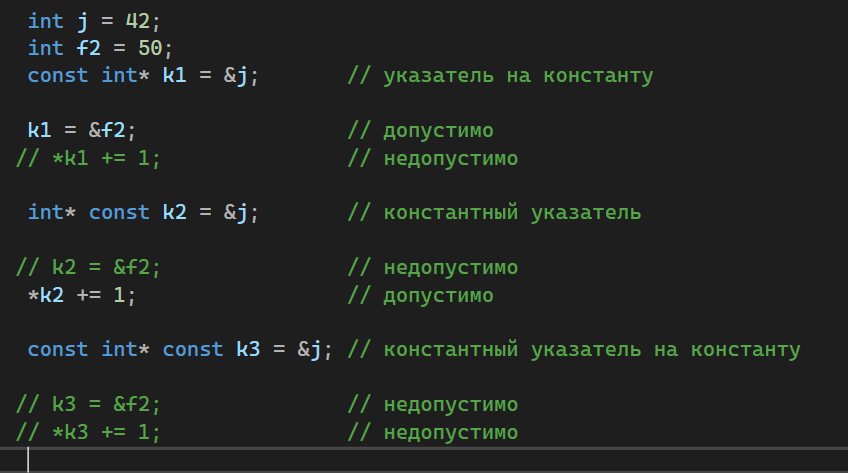 int j = 42;
int f2 = 50;
const int* k1 = &j; // указатель на константу
k1 = &f2; // допустимо
// *k1 += 1; // недопустимо
int* const k2 = &j; // константный указатель
// k2 = &f2; // недопустимо
*k2 += 1; // допустимо
const int* const k3 = &j; // константный указатель на константу
// k3 = &f2; // недопустимо
// *k3 += 1; // недопустимо